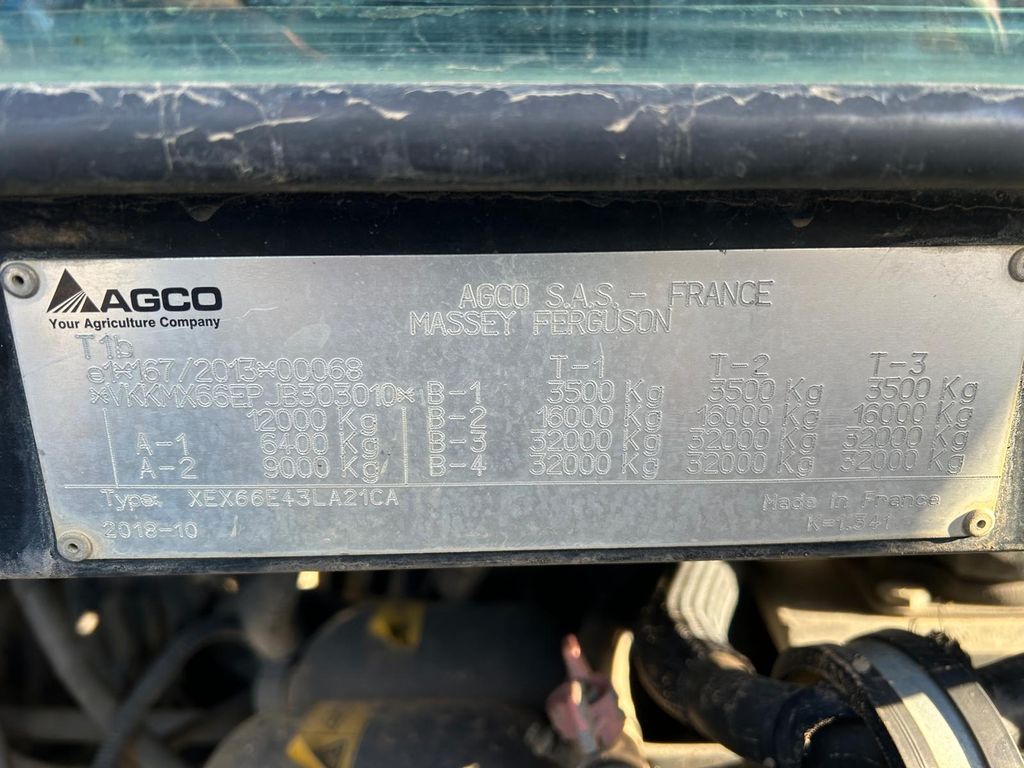 AGCO
Your Agriculture Company
AGCO S.A.S. - FRANCE
MASSEY FERGUSON
T1b
e1*167/2013*00068
T-1 T-2 T-3
*VKKMX66EPJB303010* B-1 3500 Kg 3500 Kg 3500 Kg
12000 Kg B-2 16000 Kg 16000 Kg 16000 Kg
A-1 6400 Kg B-3 32000 Kg 32000 Kg 32000 Kg
A-2 9000 Kg B-4 32000 Kg 32000 Kg 32000 Kg
Type: XEX66E43LA21CA Made in France
2018-10 K=1.341